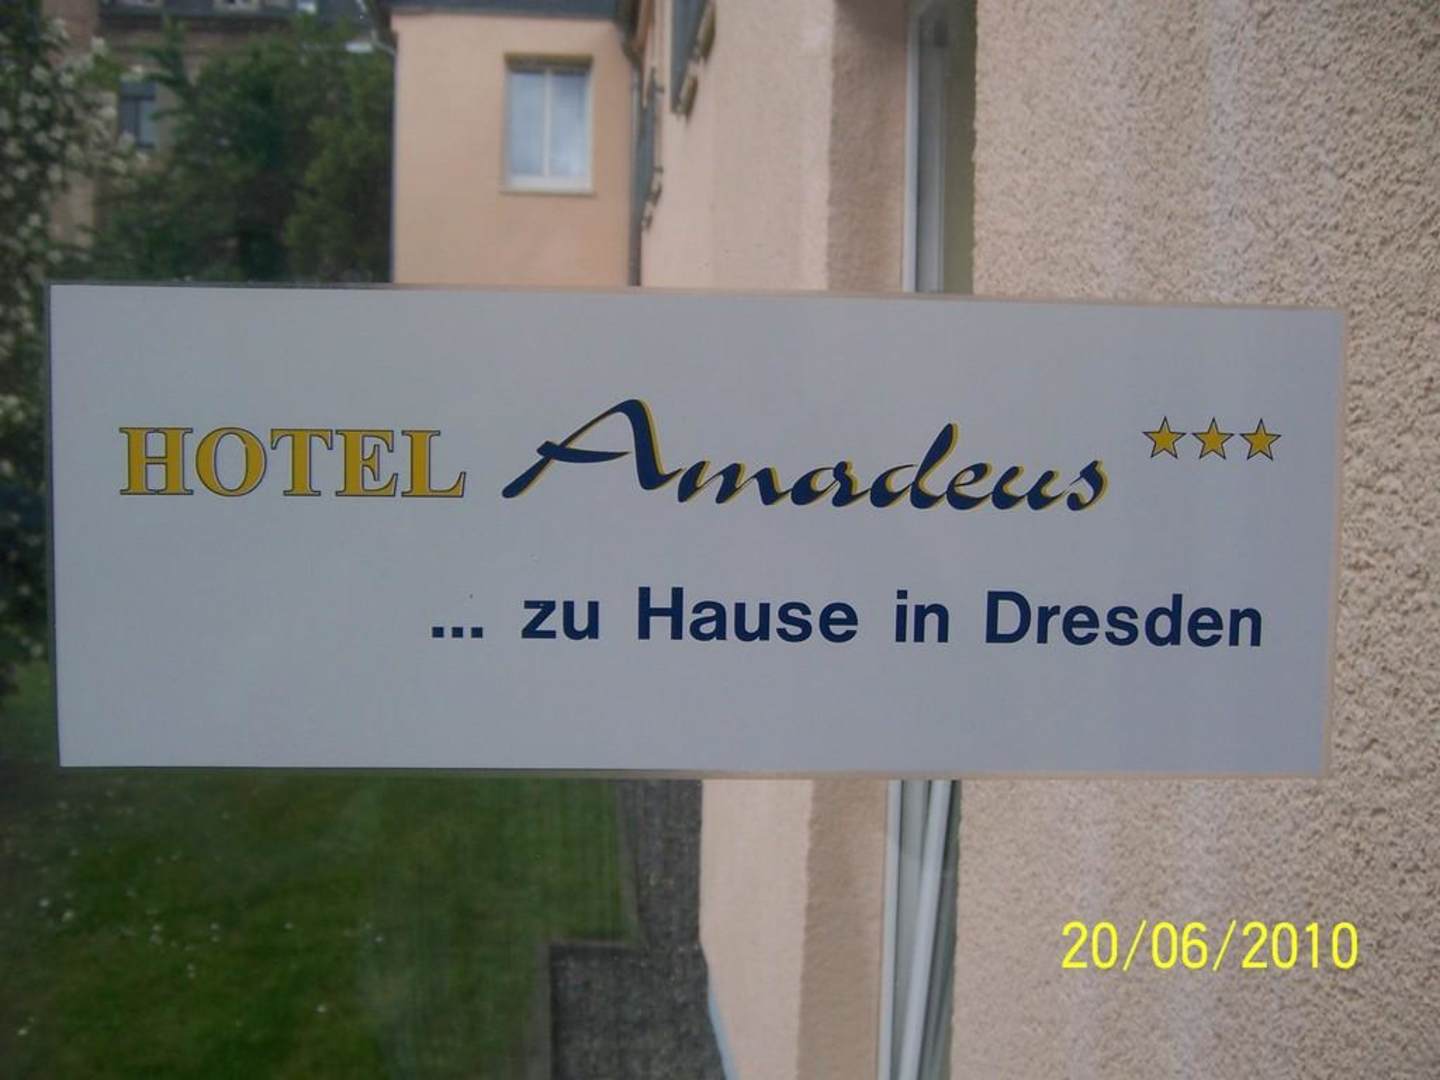 HOTEL Amadeus ★★★
... zu Hause in Dresden
20/06/2010